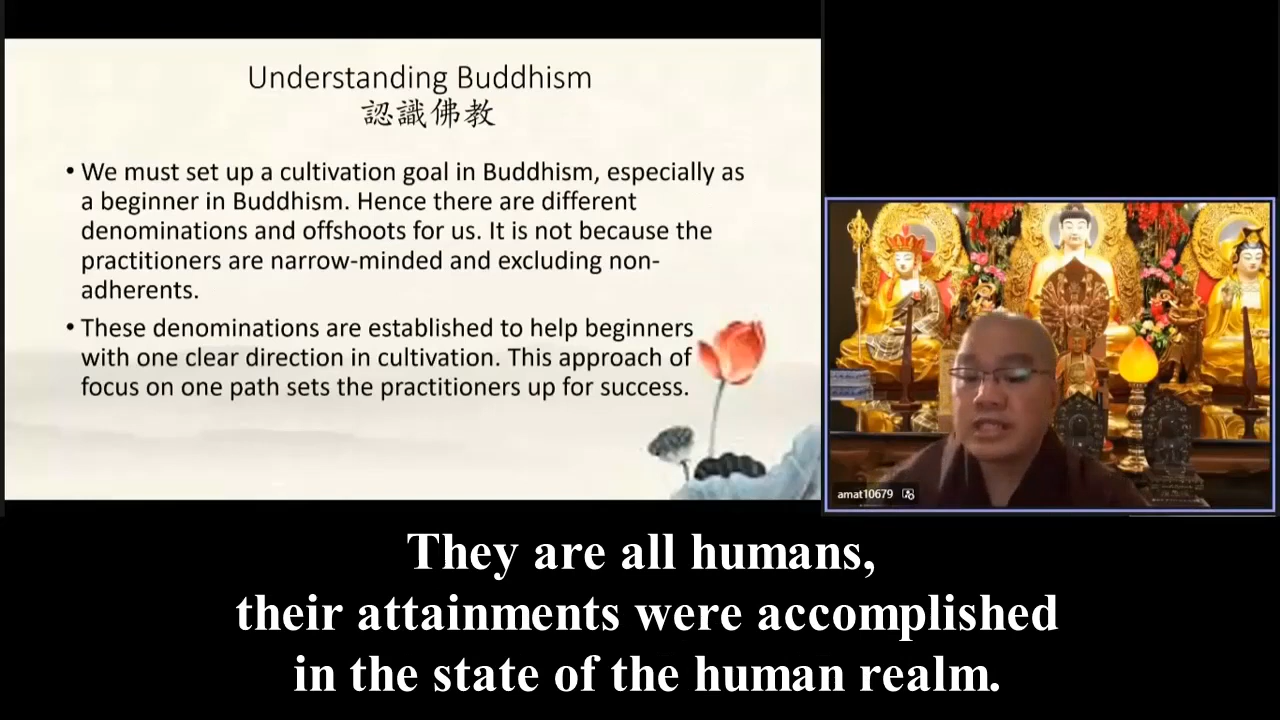 Understanding Buddhism
認識佛教
• We must set up a cultivation goal in Buddhism, especially as
a beginner in Buddhism. Hence there are different
denominations and offshoots for us. It is not because the
practitioners are narrow-minded and excluding non-
adherents.
• These denominations are established to help beginners
with one clear direction in cultivation. This approach of
focus on one path sets the practitioners up for success.
amat10679
They are all humans,
their attainments were accomplished
in the state of the human realm.